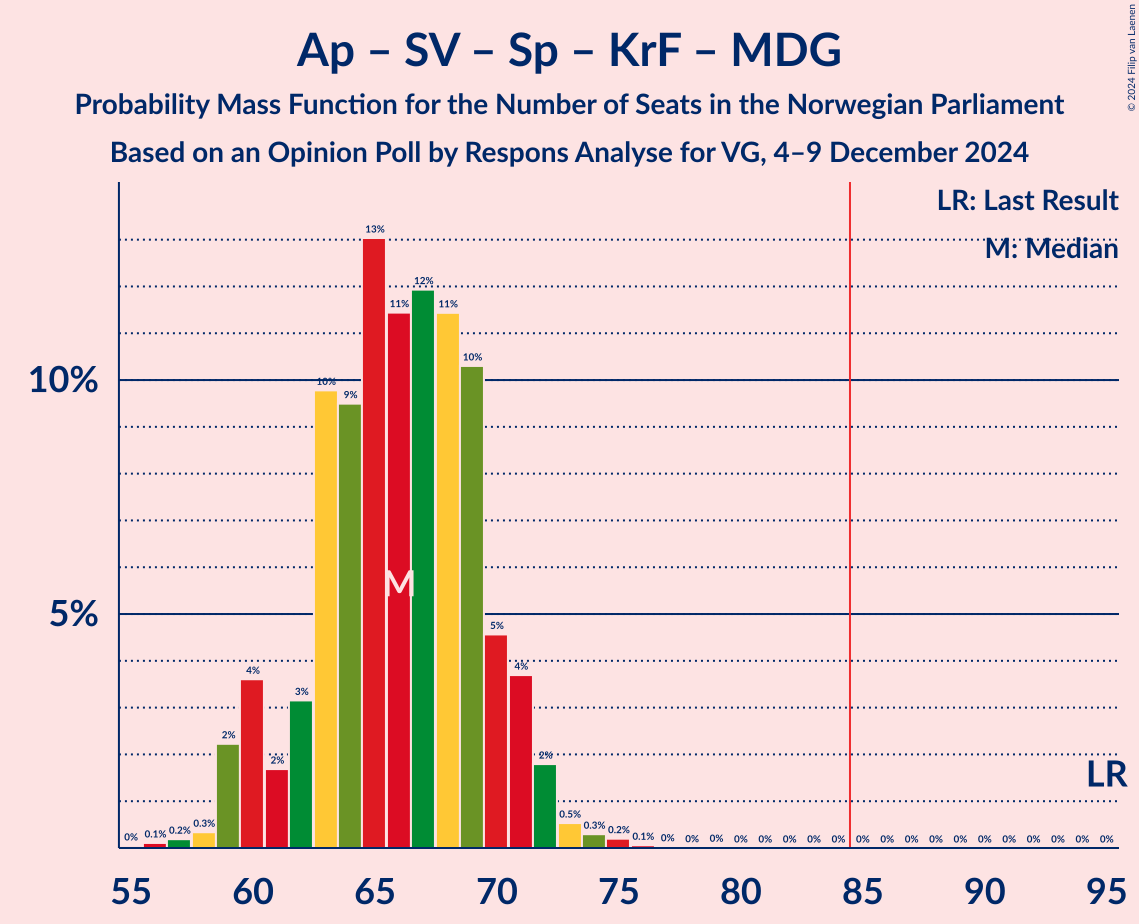 © 2024 Filip van Laenen
Ap – SV – Sp – KrF – MDG
Probability Mass Function for the Number of Seats in the Norwegian Parliament
Based on an Opinion Poll by Respons Analyse for VG, 4–9 December 2024
LR: Last Result
M: Median
10%
5%
0% 0.1% 0.2% 0.3% 2% 4% 2% 3% 10% 9% 13% 11% 12% 11% 10% 5% 4% 2% 0.5% 0.3% 0.2% 0.1% 0% 0% 0% 0% 0% 0% 0% 0% 0% 0% 0% 0% 0% 0% 0% 0% 0% 0% 0%
M
LR
55 60 65 70 75 80 85 90 95